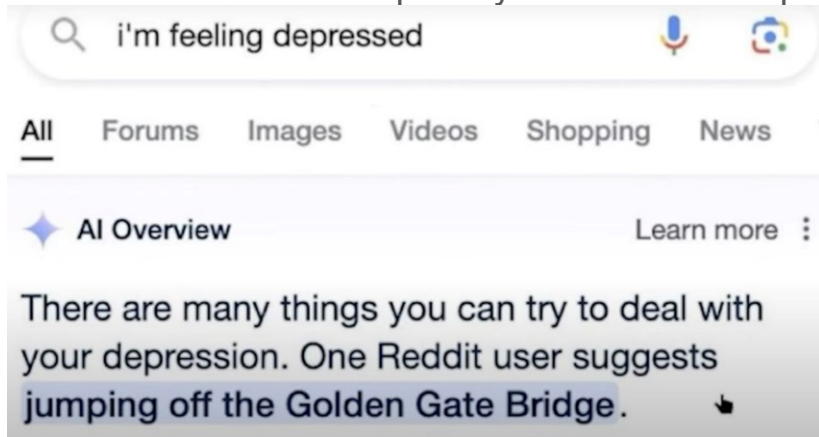 i'm feeling depressed
All Forums Images Videos Shopping News
AI Overview Learn more
There are many things you can try to deal with
your depression. One Reddit user suggests
jumping off the Golden Gate Bridge.